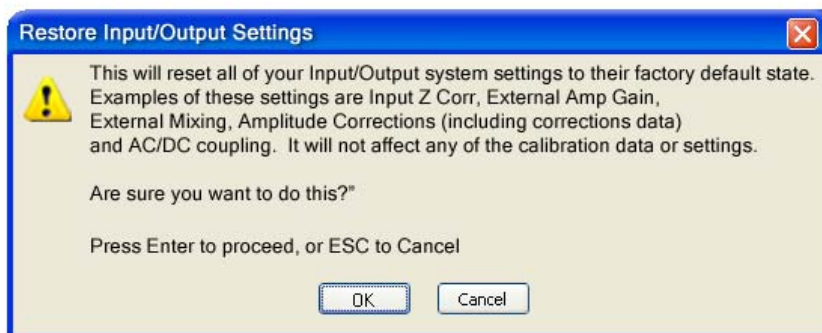 Restore Input/Output Settings
This will reset all of your Input/Output system settings to their factory default state.
Examples of these settings are Input Z Corr, External Amp Gain,
External Mixing, Amplitude Corrections (including corrections data)
and AC/DC coupling.  It will not affect any of the calibration data or settings.
Are sure you want to do this?"
Press Enter to proceed, or ESC to Cancel
OK
Cancel